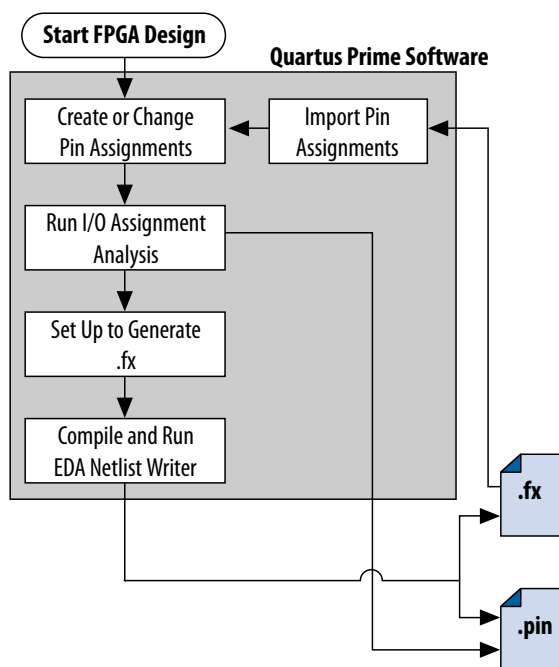 Start FPGA Design
Quartus Prime Software
Create or Change
Pin Assignments
Import Pin
Assignments
Run I/O Assignment
Analysis
Set Up to Generate
.fx
Compile and Run
EDA Netlist Writer
.fx
.pin